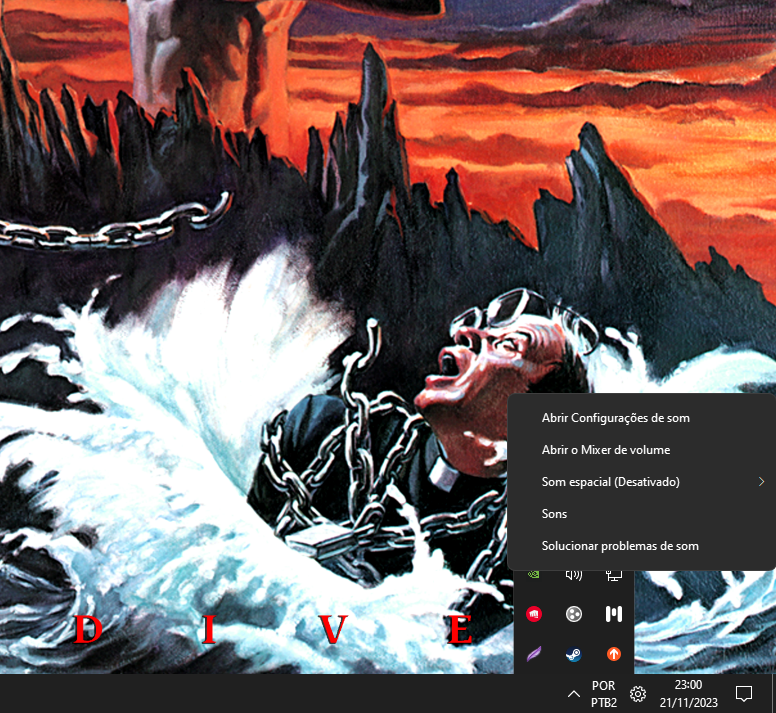 Abrir Configurações de som
Abrir o Mixer de volume
Som espacial (Desativado)
Sons
Solucionar problemas de som
D I V E
POR
PTB2
23:00
21/11/2023